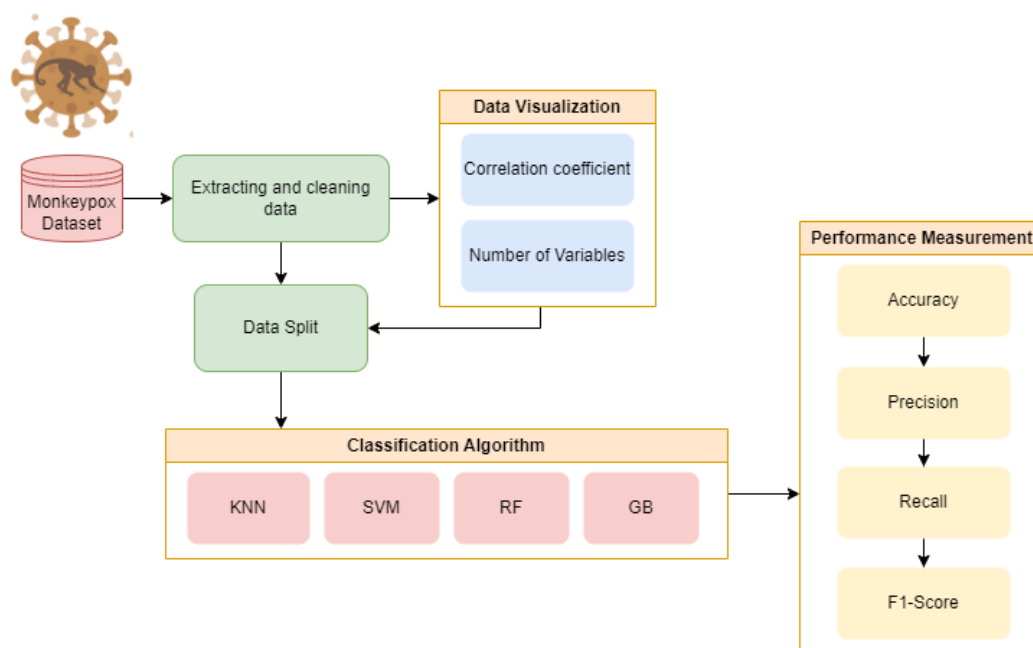 Monkeypox
Dataset
Extracting and cleaning
data
Data Visualization
Correlation coefficient
Number of Variables
Data Split
Classification Algorithm
KNN
SVM
RF
GB
Performance Measurement
Accuracy
Precision
Recall
F1-Score